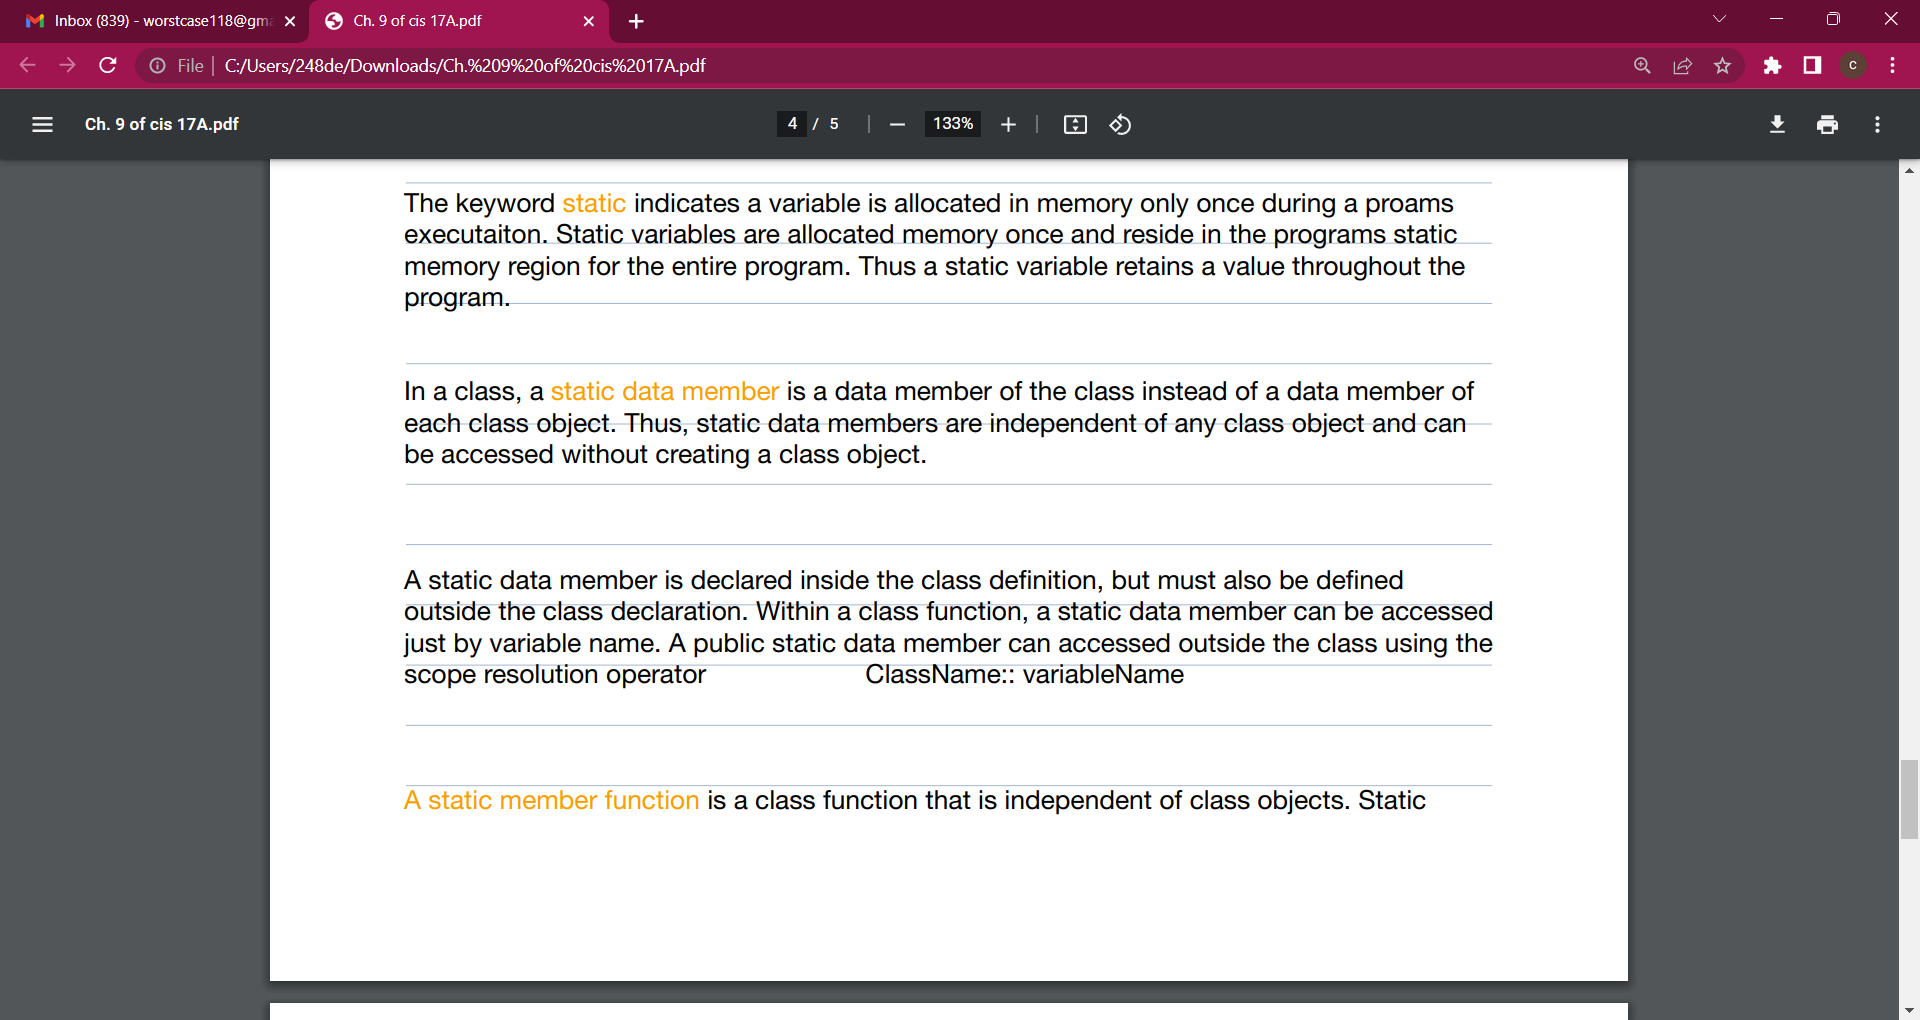 Inbox (839) - worstcase118@gma
Ch. 9 of cis 17A.pdf
File
C:/Users/248de/Downloads/Ch.%209%20of%20cis%2017A.pdf
C
Ch. 9 of cis 17A.pdf
4 / 5
133%
The keyword static indicates a variable is allocated in memory only once during a proams
executaiton. Static variables are allocated memory once and reside in the programs static
memory region for the entire program. Thus a static variable retains a value throughout the
program.
In a class, a static data member is a data member of the class instead of a data member of
each class object. Thus, static data members are independent of any class object and can
be accessed without creating a class object.
A static data member is declared inside the class definition, but must also be defined
outside the class declaration. Within a class function, a static data member can be accessed
just by variable name. A public static data member can accessed outside the class using the
scope resolution operator ClassName:: variableName
A static member function is a class function that is independent of class objects. Static